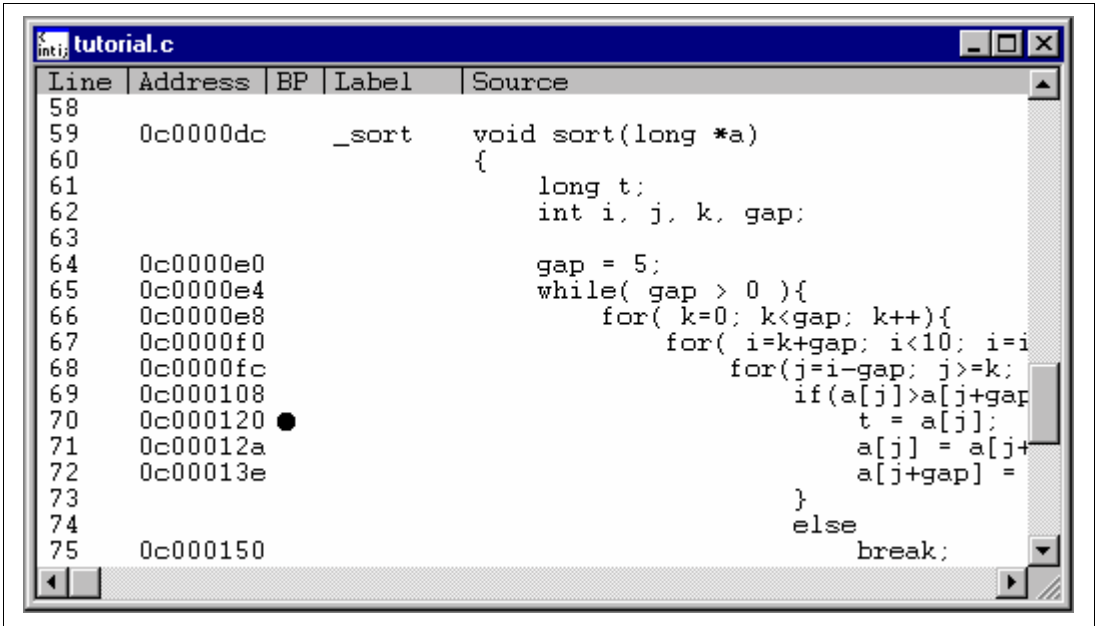 tutorial.c
Line Address BP Label Source
58
59 0c0000dc _sort void sort(long *a)
60 {
61 long t;
62 int i, j, k, gap;
63
64 0c0000e0 gap = 5;
65 0c0000e4 while( gap > 0 ){
66 0c0000e8 for( k=0; k<gap; k++){
67 0c0000f0 for( i=k+gap; i<10; i=i
68 0c0000fc for(j=i-gap; j>=k;
69 0c000108 if(a[j]>a[j+gap
70 0c000120 ● t = a[j];
71 0c00012a a[j] = a[j+
72 0c00013e a[j+gap] =
73 }
74 else
75 0c000150 break;